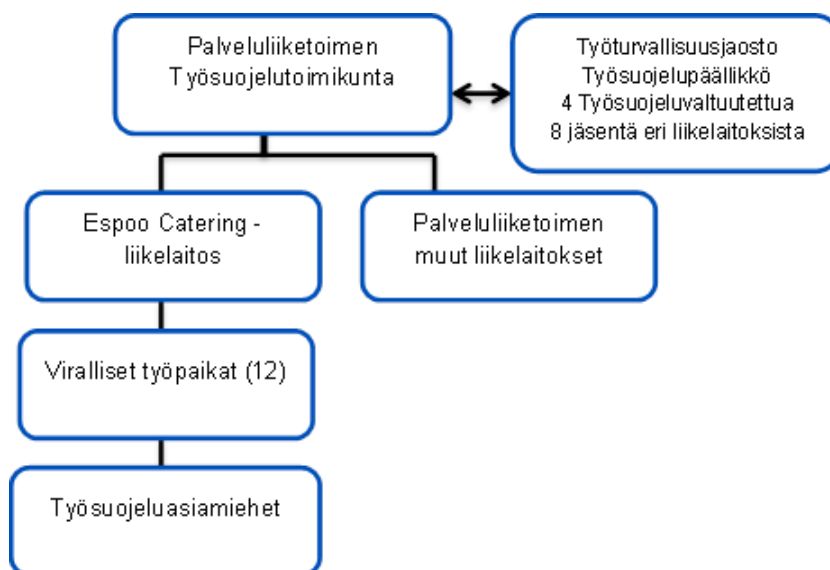 Palveluliiketoimen
Työsuojelutoimikunta
Työturvallisuusjaosto
Työsuojelupäällikkö
4 Työsuojeluvaltuutettua
8 jäsentä eri liikelaitoksista
Espoo Catering -
liikelaitos
Palveluliiketoimen
muut liikelaitokset
Viralliset työpaikat (12)
Työsuojeluasiamiehet